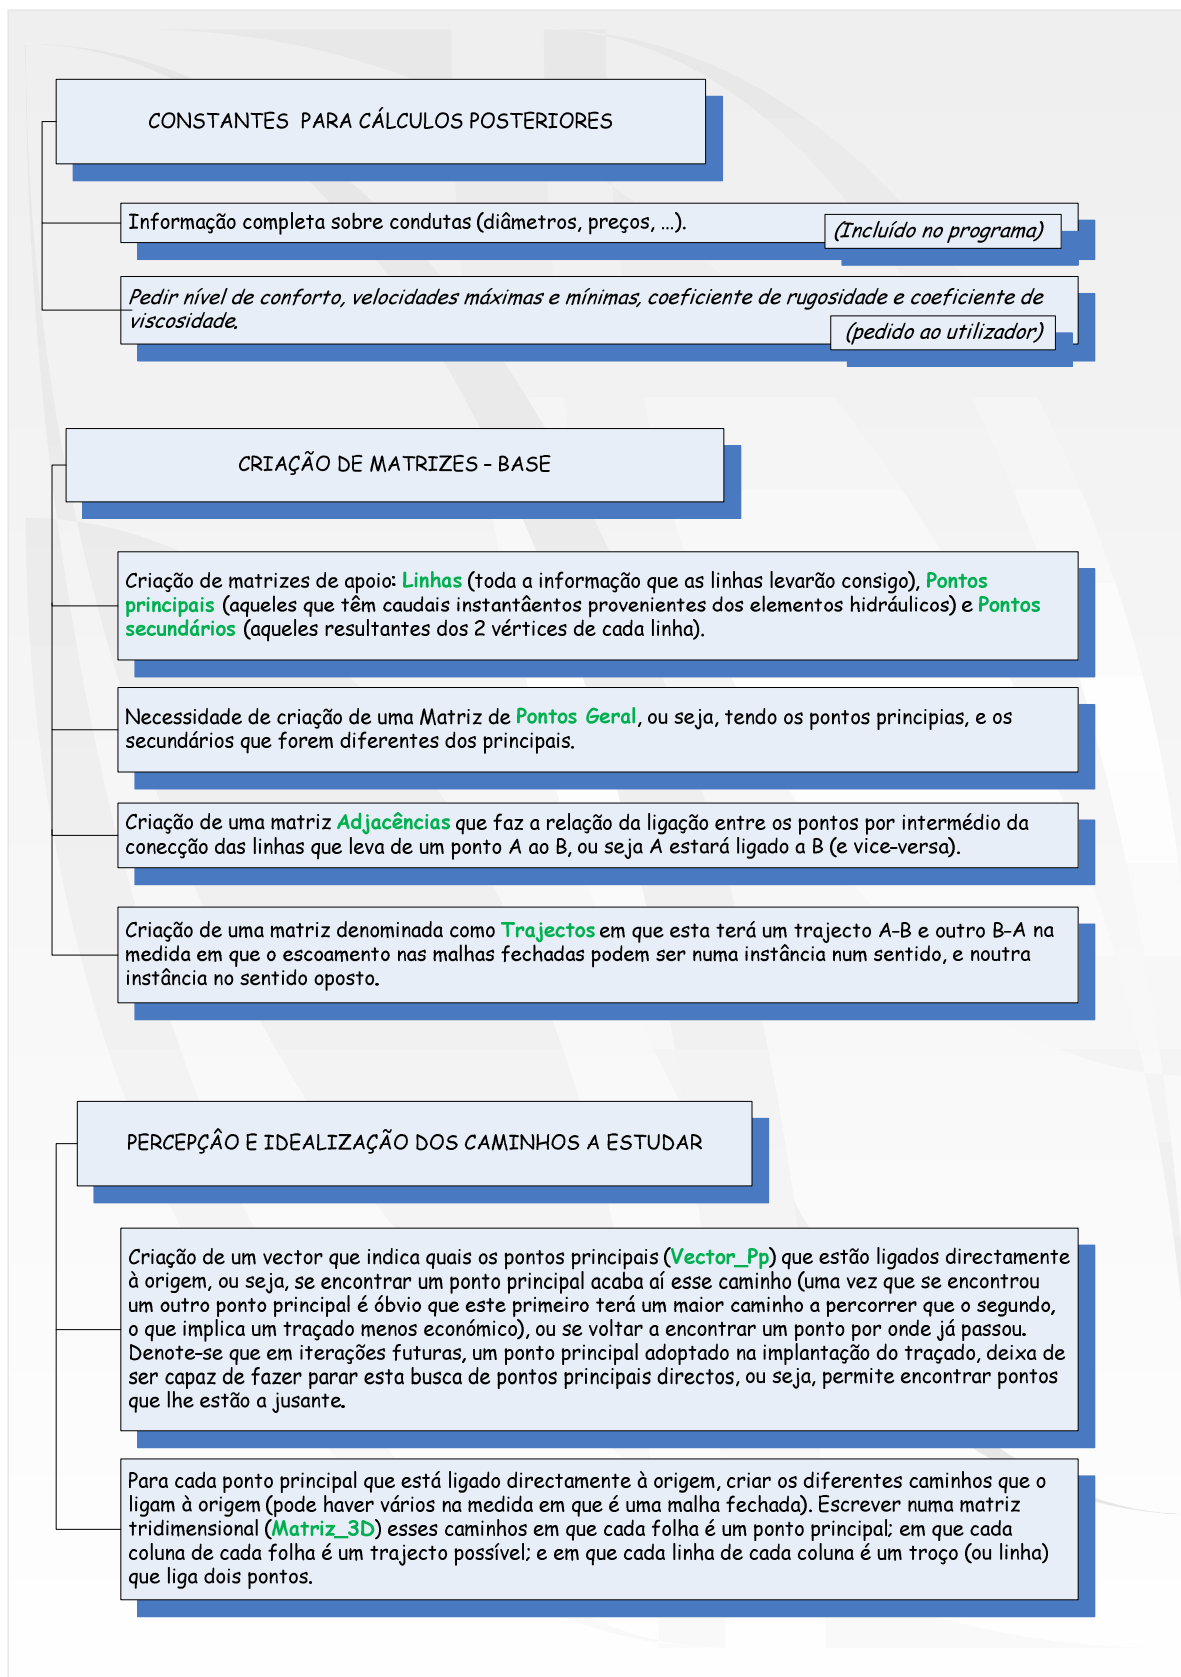 CONSTANTES PARA CÁLCULOS POSTERIORES
Informação completa sobre condutas (diâmetros, preços, ...).
(Incluído no programa)
Pedir nível de conforto, velocidades máximas e mínimas, coeficiente de rugosidade e coeficiente de
viscosidade.
(pedido ao utilizador)
CRIAÇÃO DE MATRIZES - BASE
Criação de matrizes de apoio: Linhas (toda a informação que as linhas levarão consigo), Pontos
principais (aqueles que têm caudais instantâentos provenientes dos elementos hidráulicos) e Pontos
secundários (aqueles resultantes dos 2 vértices de cada linha).
Necessidade de criação de uma Matriz de Pontos Geral, ou seja, tendo os pontos principias, e os
secundários que forem diferentes dos principais.
Criação de uma matriz Adjacências que faz a relação da ligação entre os pontos por intermédio da
conecção das linhas que leva de um ponto A ao B, ou seja A estará ligado a B (e vice-versa).
Criação de uma matriz denominada como Trajectos em que esta terá um trajecto A-B e outro B-A na
medida em que o escoamento nas malhas fechadas podem ser numa instância num sentido, e noutra
instância no sentido oposto.
PERCEPÇÂO E IDEALIZAÇÃO DOS CAMINHOS A ESTUDAR
Criação de um vector que indica quais os pontos principais (Vector_Pp) que estão ligados directamente
à origem, ou seja, se encontrar um ponto principal acaba aí esse caminho (uma vez que se encontrou
um outro ponto principal é óbvio que este primeiro terá um maior caminho a percorrer que o segundo,
o que implica um traçado menos económico), ou se voltar a encontrar um ponto por onde já passou.
Denote-se que em iterações futuras, um ponto principal adoptado na implantação do traçado, deixa de
ser capaz de fazer parar esta busca de pontos principais directos, ou seja, permite encontrar pontos
que lhe estão a jusante.
Para cada ponto principal que está ligado directamente à origem, criar os diferentes caminhos que o
ligam à origem (pode haver vários na medida em que é uma malha fechada). Escrever numa matriz
tridimensional (Matriz_3D) esses caminhos em que cada folha é um ponto principal; em que cada
coluna de cada folha é um trajecto possível; e em que cada linha de cada coluna é um troço (ou linha)
que liga dois pontos.